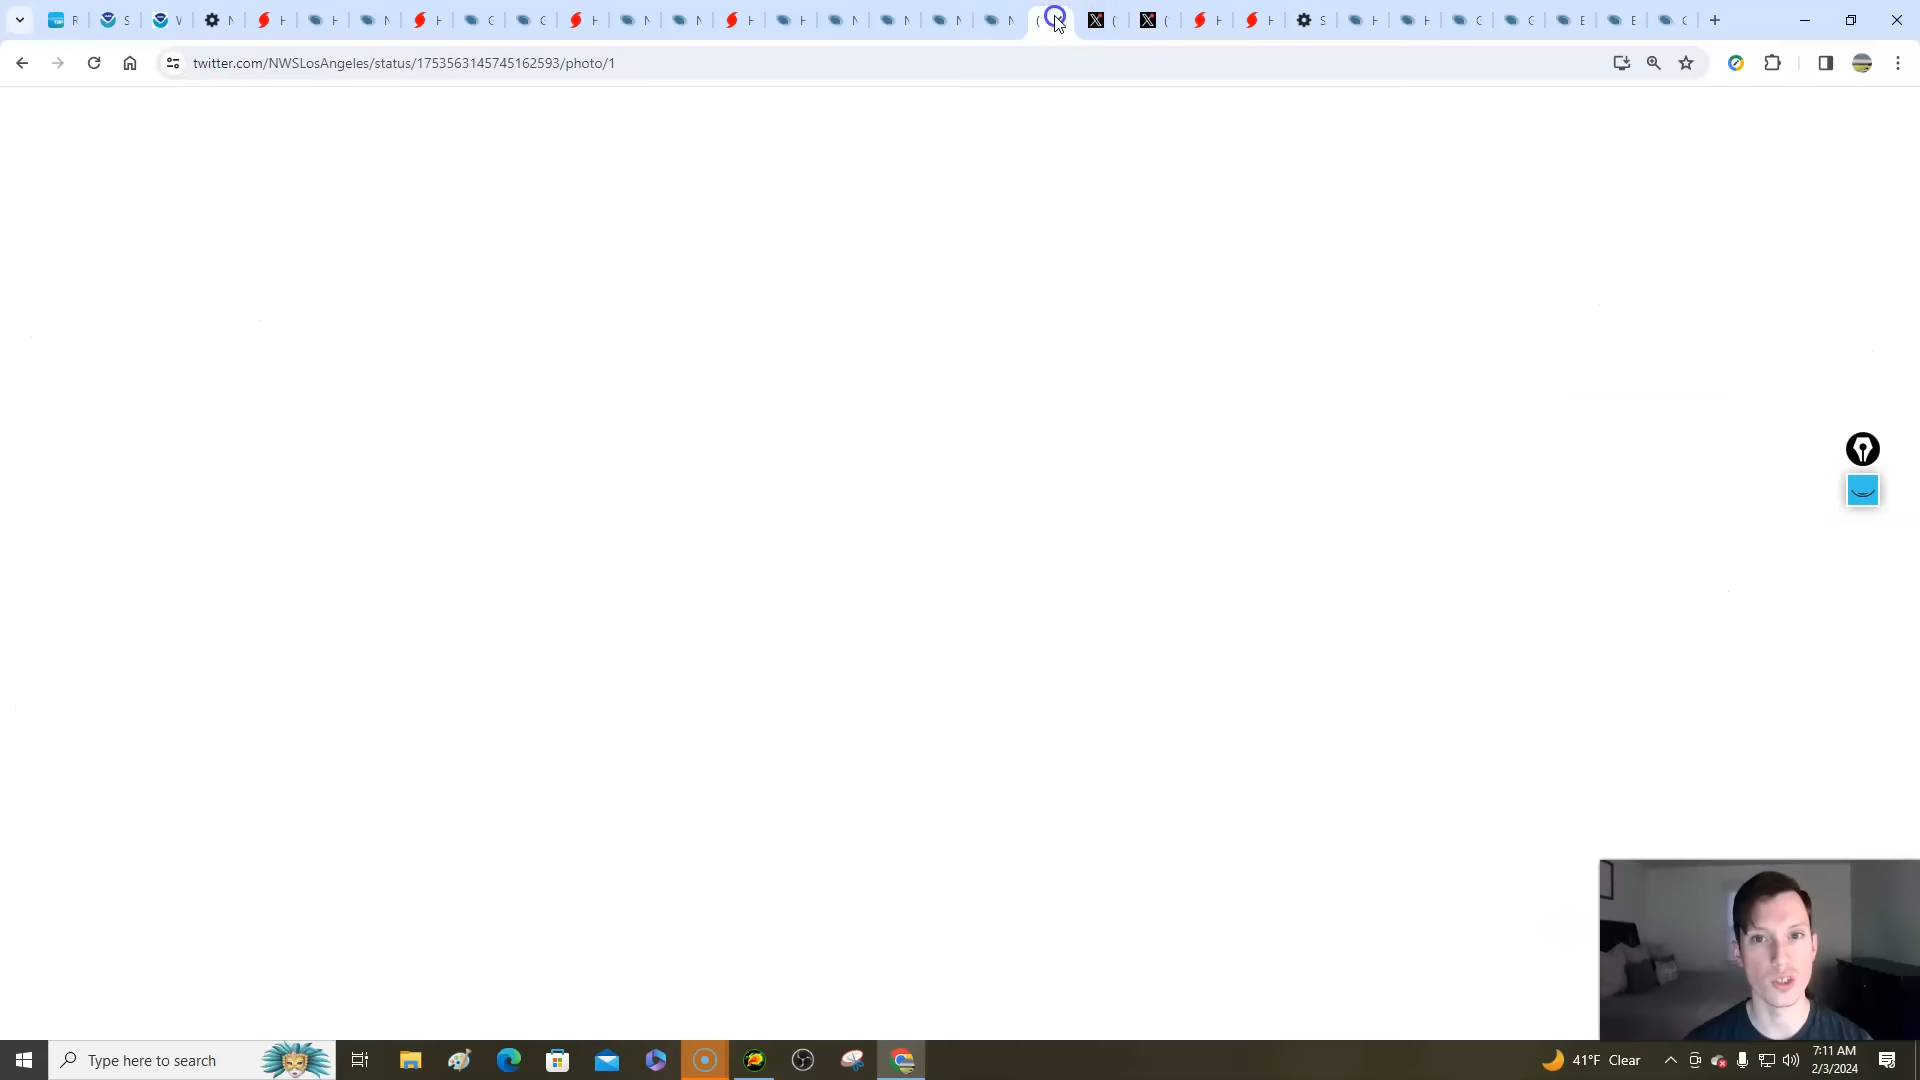 twitter.com/NWSLosAngeles/status/1753563145745162593/photo/1
Type here to search
41°F Clear
7:11 AM
2/3/2024